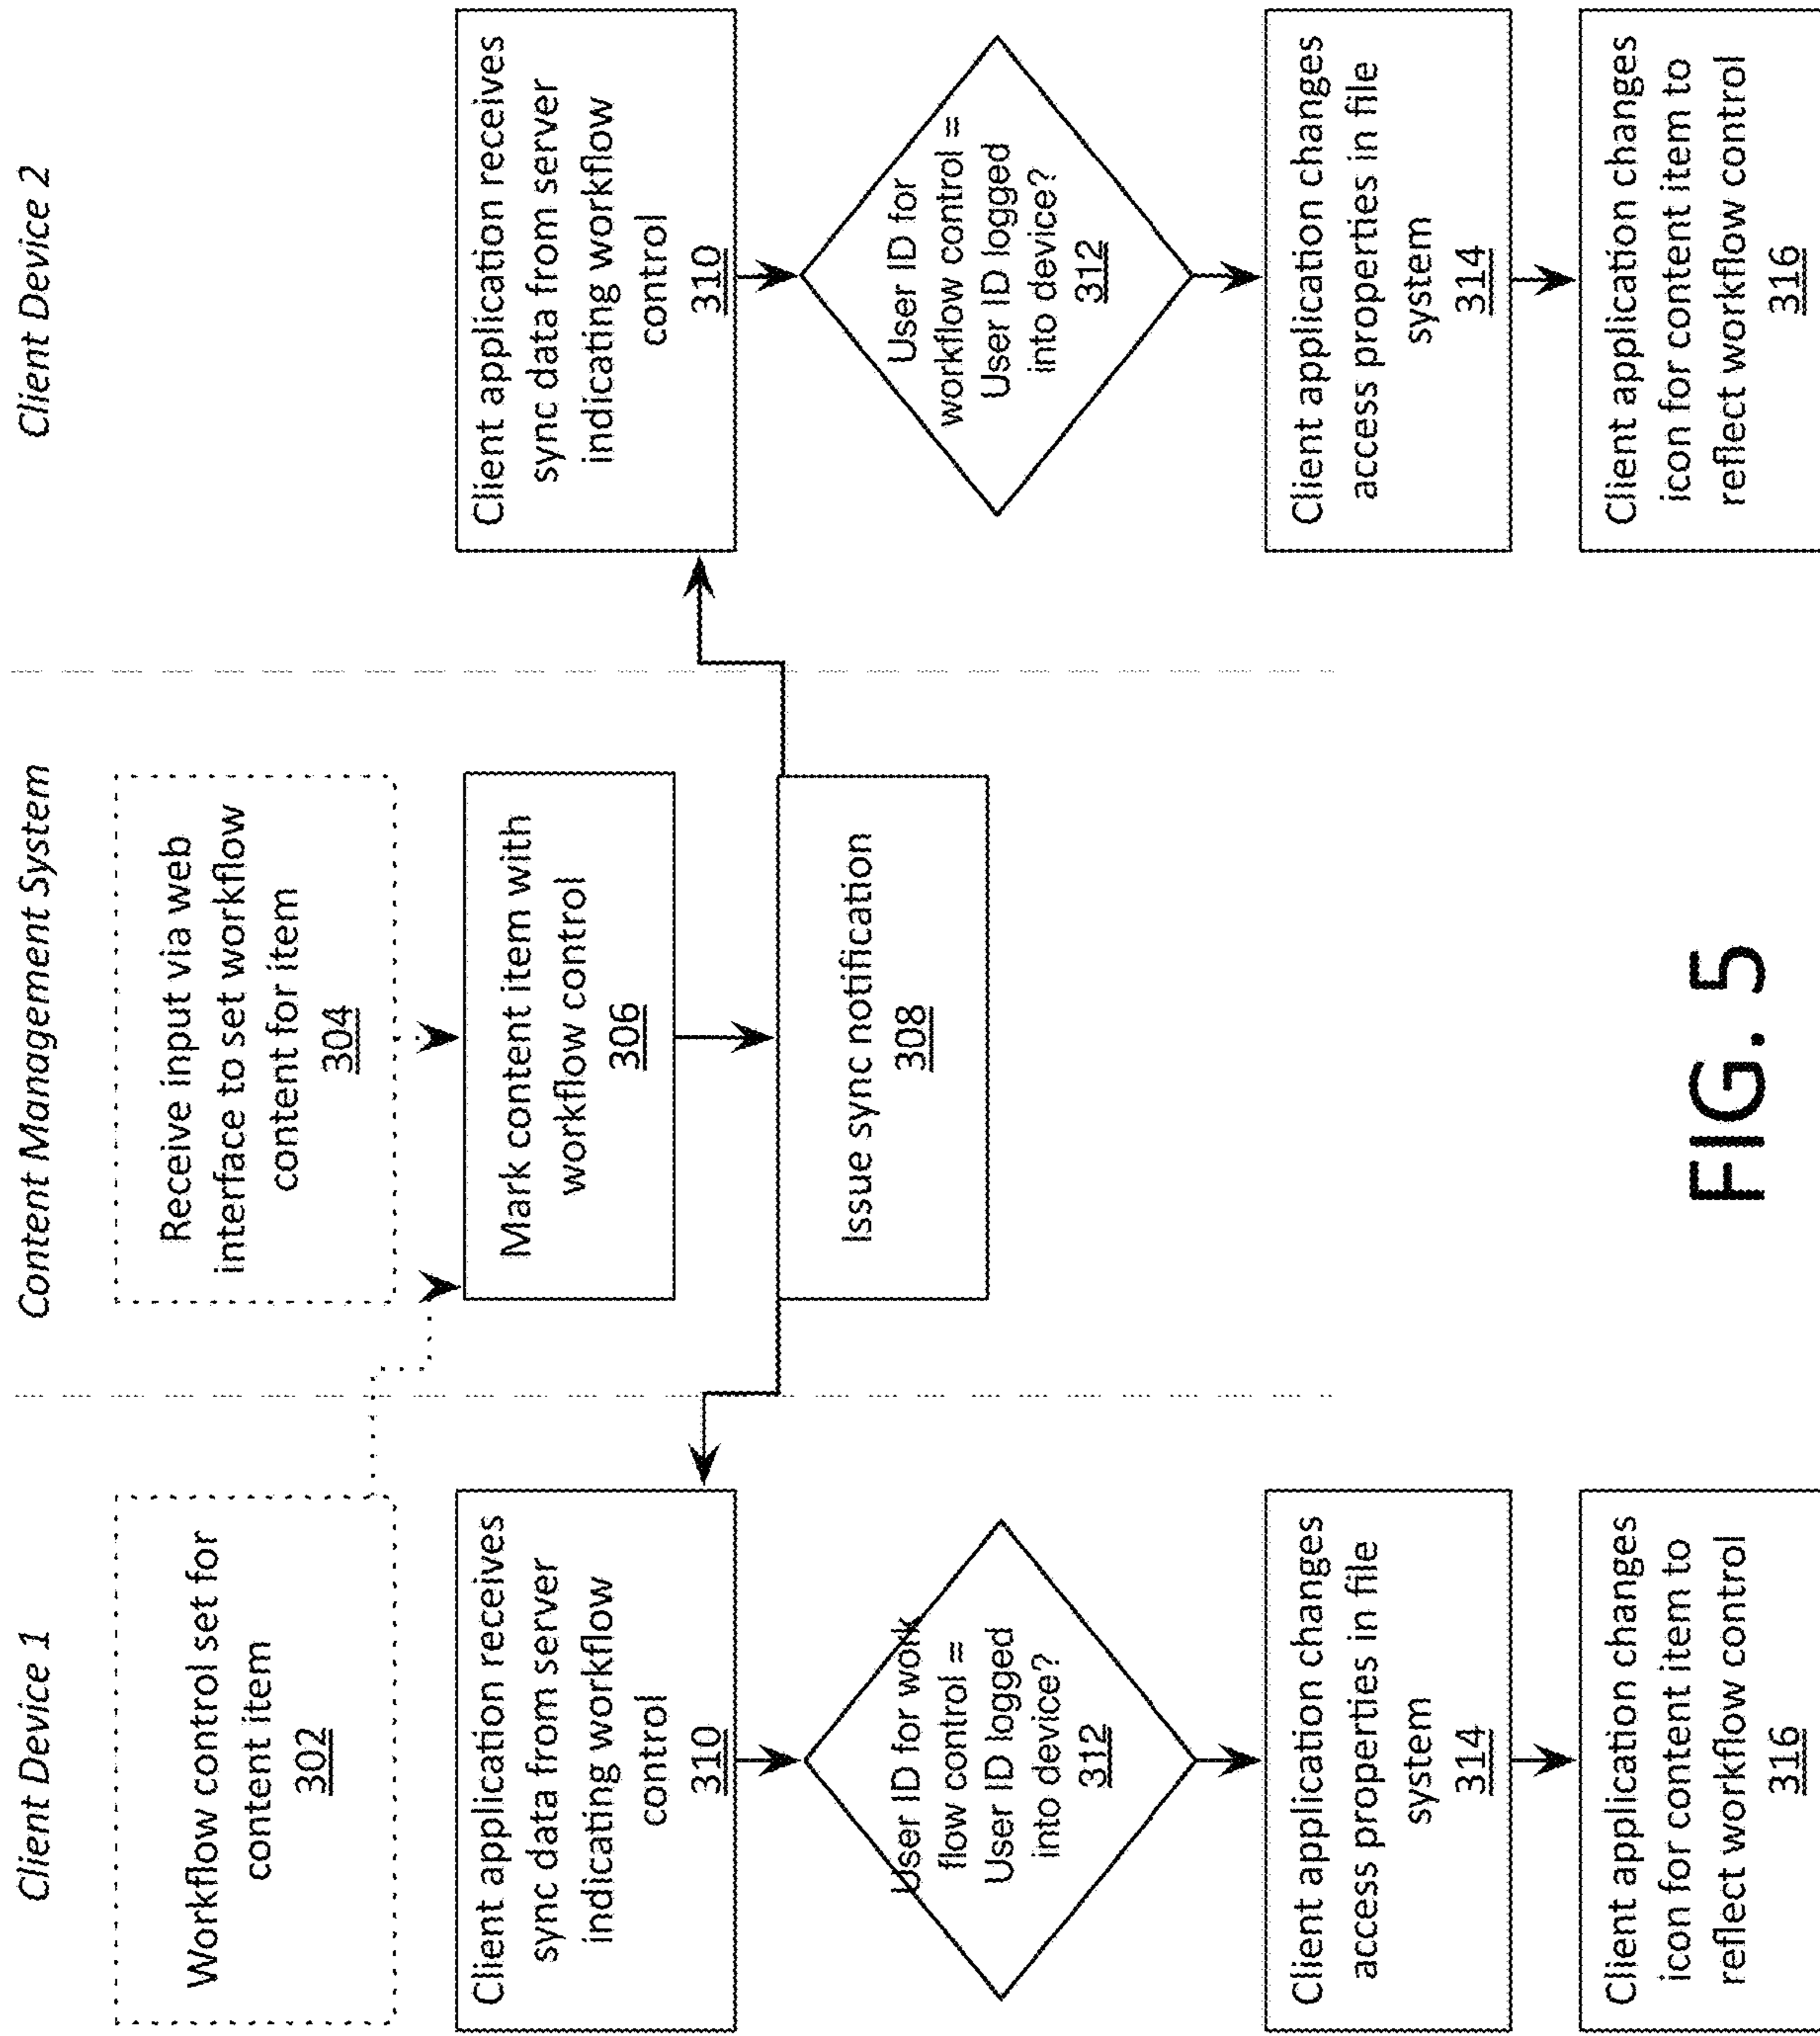 Client Device 1
Workflow control set for
content item
302
Client application receives
sync data from server
indicating workflow
control
310
User ID for work
flow control =
User ID logged
into device?
312
Client application changes
access properties in file
system
314
Client application changes
icon for content item to
reflect workflow control
316
Content Management System
Receive input via web
interface to set workflow
content for item
304
Mark content item with
workflow control
306
Issue sync notification
308
Client Device 2
Client application receives
sync data from server
indicating workflow
control
310
User ID for
workflow control =
User ID logged
into device?
312
Client application changes
access properties in file
system
314
Client application changes
icon for content item to
reflect workflow control
316
FIG. 5